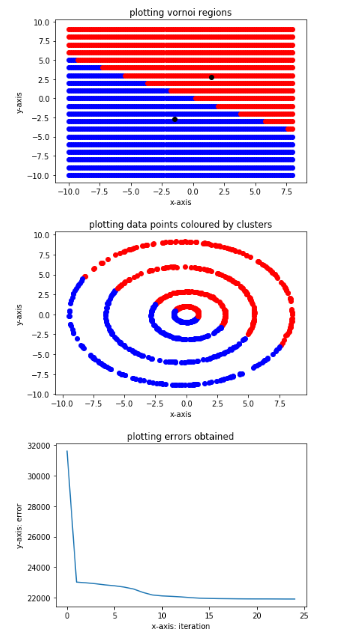 plotting vornoi regions
10.0
7.5
5.0
2.5
0.0
−2.5
−5.0
−7.5
−10.0
y-axis
−10.0 −7.5 −5.0 −2.5 0.0 2.5 5.0 7.5
x-axis
plotting data points coloured by clusters
10.0
7.5
5.0
2.5
0.0
−2.5
−5.0
−7.5
−10.0
y-axis
−10.0 −7.5 −5.0 −2.5 0.0 2.5 5.0 7.5
x-axis
plotting errors obtained
32000
30000
28000
26000
24000
22000
y-axis: error
0 5 10 15 20 25
x-axis: iteration